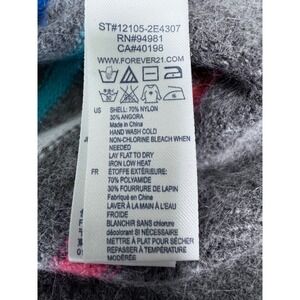 ST#12105-2E4307
RN#94981
CA#40198
WWW.FOREVER21.COM
US SHELL: 70% NYLON
30% ANGORA
Made in China
HAND WASH COLD
NON-CHLORINE BLEACH WHEN
NEEDED
LAY FLAT TO DRY
IRON LOW HEAT
FR ÉTOFFE EXTÉRIEURE:
70% POLYAMIDE
30% FOURRURE DE LAPIN
Fabriqué en China
LAVER À LA MAIN À L'EAU
FROIDE
BLANCHIR SANS chlorure
décolorant SI NÉCESSAIRE
METTRE À PLAT POUR SÉCHER
REPASSER À TEMPÉRATURE
MODÉRÉE